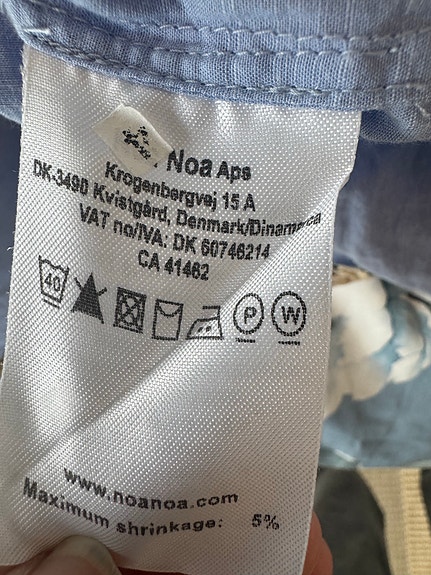 Noa Aps
Krogenbergvej 15 A
DK-3490 Kvistgård, Denmark/Dinamarca
VAT no/IVA: DK 60746214
CA 41462
40
P W
www.noanoa.com
Maximum shrinkage: 5%